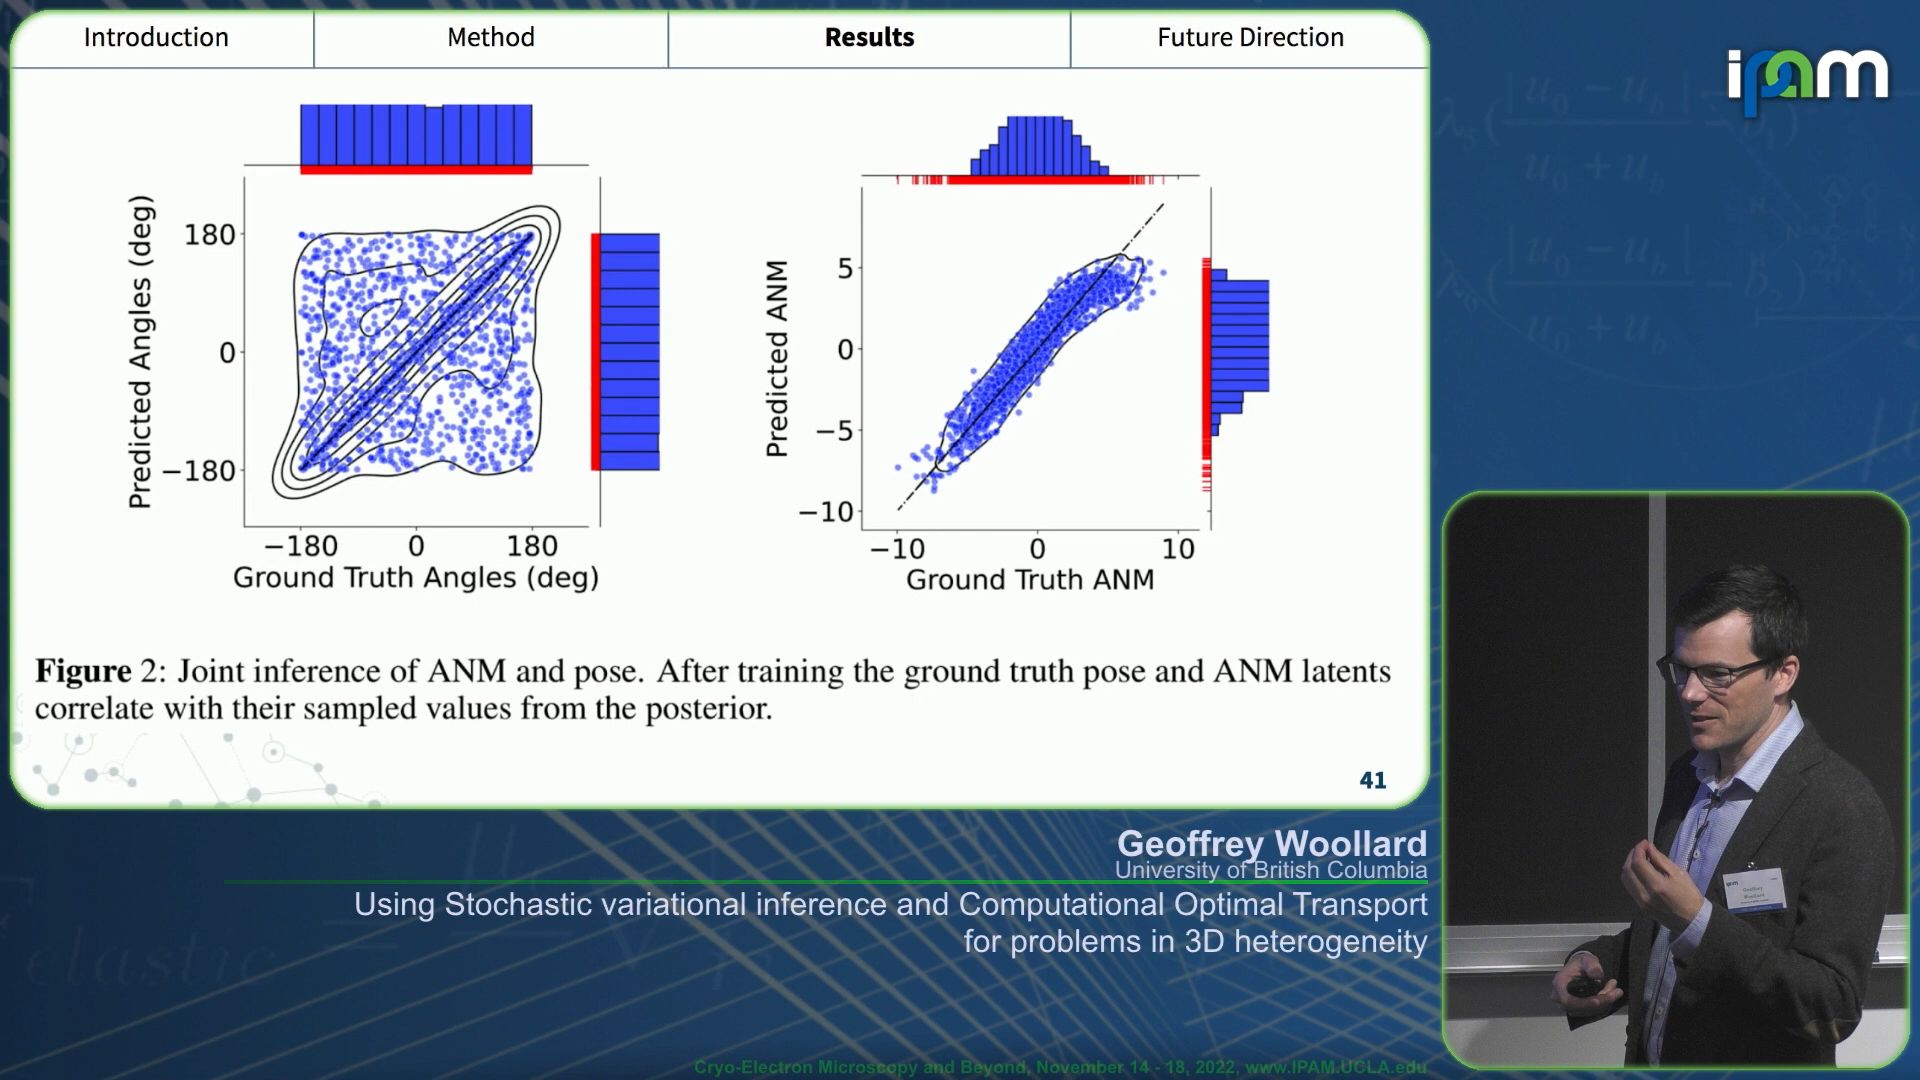 Introduction
Method
Results
Future Direction
ipam
Predicted Angles (deg)
180
0
−180
−180 0 180
Ground Truth Angles (deg)
Predicted ANM
5
0
−5
−10
−10 0 10
Ground Truth ANM
Figure 2: Joint inference of ANM and pose. After training the ground truth pose and ANM latents
correlate with their sampled values from the posterior.
41
Geoffrey Woollard
University of British Columbia
Using Stochastic variational inference and Computational Optimal Transport
for problems in 3D heterogeneity
Cryo-Electron Microscopy and Beyond, November 14 - 18, 2022, www.IPAM.UCLA.edu
elastic